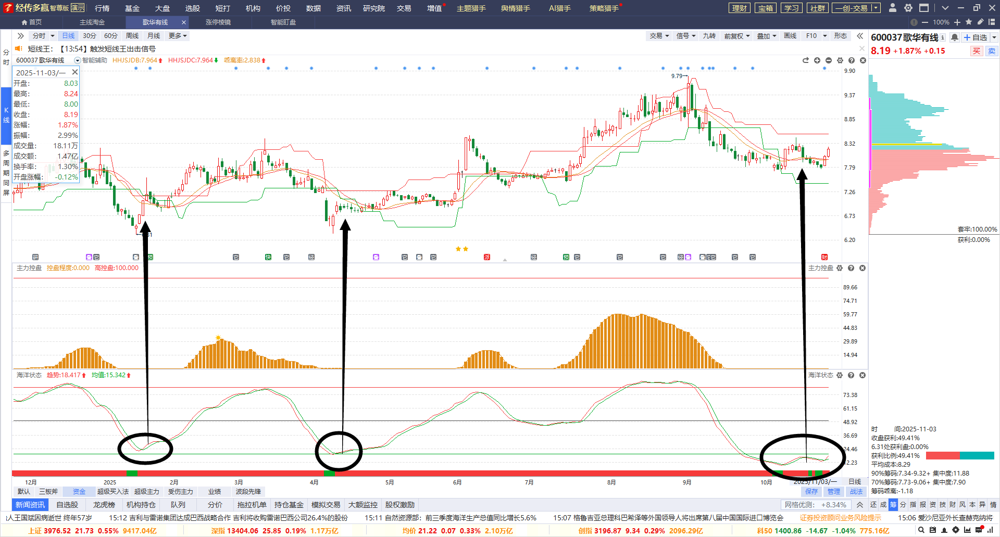 经传多赢 智尊版 演示 行情 基金 大盘 选股 短打 机构 价投 数据 资讯 研究院 交易 增值 主题猎手 舆情猎手 AI猎手 策略猎手 理财 宝箱 学习 社群 一创-交易
首页 主线淘金 歌华有线 涨停棱镜 智能盯盘 100%
分时 日线 30分 60分 周线 月线 更多 交易 信号 九转 前复权 叠加 画线 F10 形态
600037歌华有线 自选
8.19 +1.87% +0.15 买 卖
短线王: 【13:54】触发短线王出击信号
600037 歌华有线 智能辅助 HHJSJDB:7.964 HHJSJDC:7.964 乖离率:2.838
分时
K线
多周期同屏
2025-11-03/一
开盘: 8.03
最高: 8.24
最低: 8.00
收盘: 8.19
涨幅: 1.87%
振幅: 2.99%
成交量: 18.11万
成交额: 1.47亿
换手率: 1.30%
开盘涨幅: -0.12%
9.79
9.90
9.37
8.85
8.32
7.79
7.26
6.73
6.20
研 预 快 派 预 财
套牢:100.00%
获利:0.00%
主力控盘 控盘程度:0.000 高控盘:100.000 主力控盘
89.66
74.71
59.77
44.83
29.89
14.94
海洋状态 趋势:18.417 均值:15.342 海洋状态
73.38
61.15
48.92
36.69
24.46
12.23
12月 2025 2月 3月 4月 5月 6月 7月 8月 9月 10月 2025/11/03/一 日线
时 间:2025-11-03
收盘获利:49.41%
6.31处获利盘:0.00%
获利比例:49.41%
平均成本:8.29
90%筹码:7.34-9.32+ 集中度:11.88
70%筹码:7.73-9.06+ 集中度:7.90
筹码乖离:-1.18
默认 三板斧 资金 超级买入法 超级主力 受伤主力 业绩 波段先锋 保存 管理 战法
新闻资讯 自选股 龙虎榜 机构持仓 队列 分价 拖拉机单 持仓基金 模拟交易 大额监控 股权激励 网格优测: +8.34% 还 成 筹 分 指 报 资 技 财 风 本 异 情
人王国斌因病逝世 终年57岁 15:12 吉利与雷诺集团达成巴西战略合作 吉利将收购雷诺巴西公司26.4%的股份 15:11 自然资源部：前三季度海洋生产总值同比增长5.6% 15:07 格鲁吉亚总理科巴希泽等外国领导人将出席第八届中国国际进口博览会 证券投资顾问业务风险提示 15:06 爱沙尼亚外长查赫克纳将
上证 3976.52 21.73 0.55% 9417.04亿 深指 13404.06 25.85 0.19% 1.17万亿 均价 21.22 0.07 0.33% 2.10万亿 创指 3196.87 9.34 0.29% 2096.29亿 科50 1400.86 -14.67 -1.04% 775.16亿